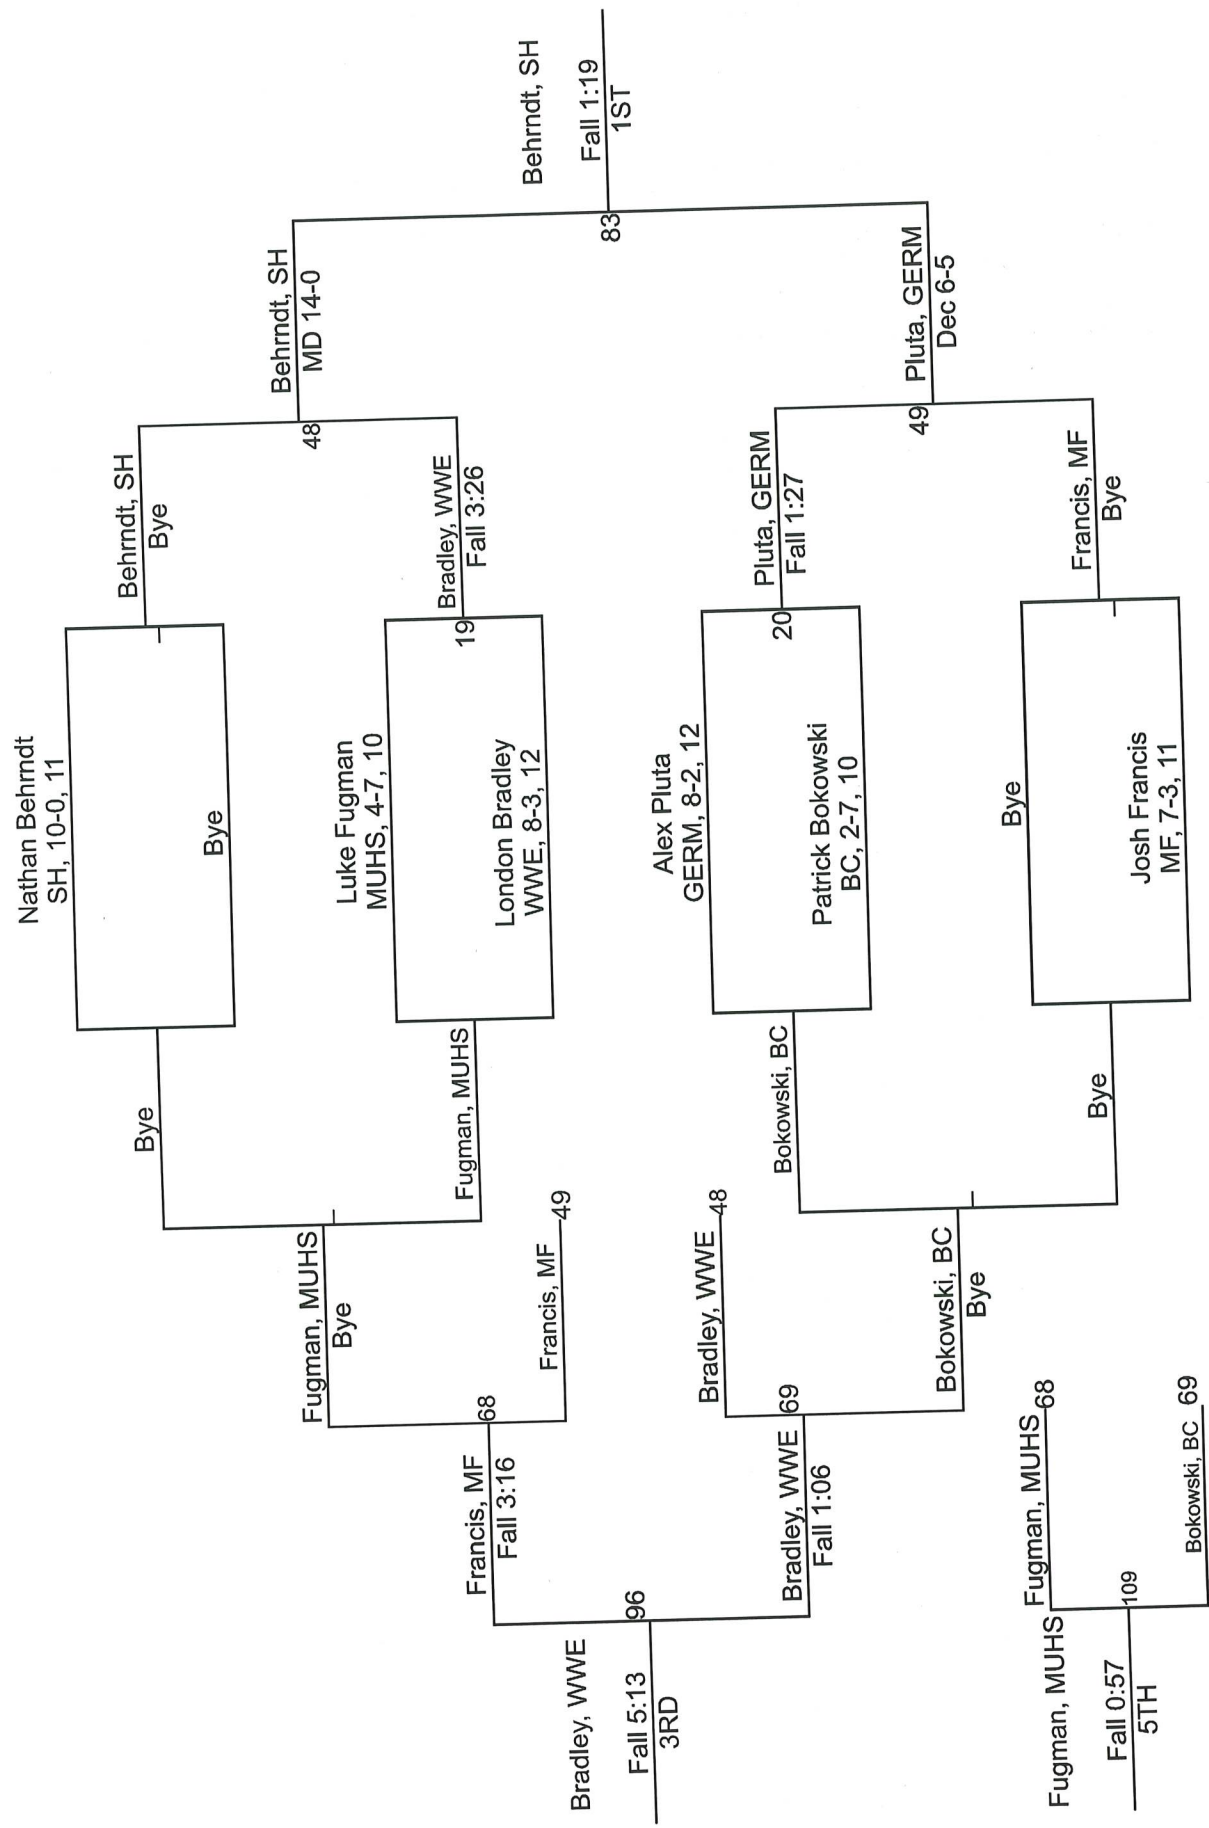 Nathan Behrndt
SH, 10-0, 11
Bye
Luke Fugman
MUHS, 4-7, 10
19
London Bradley
WWE, 8-3, 12
Alex Pluta
GERM, 8-2, 12
20
Patrick Bokowski
BC, 2-7, 10
Bye
Josh Francis
MF, 7-3, 11
Behrndt, SH
Bye
48
Bradley, WWE
Fall 3:26
Pluta, GERM
Fall 1:27
49
Francis, MF
Bye
Behrndt, SH
MD 14-0
83
Pluta, GERM
Dec 6-5
Behrndt, SH
Fall 1:19
1ST
Bye
Fugman, MUHS
Bokowski, BC
Bye
Fugman, MUHS
Bye
68
Francis, MF
49
Bradley, WWE
48
69
Bokowski, BC
Bye
Francis, MF
Fall 3:16
96
Bradley, WWE
Fall 1:06
Bradley, WWE
Fall 5:13
3RD
Fugman, MUHS
68
109
Bokowski, BC
69
Fugman, MUHS
Fall 0:57
5TH